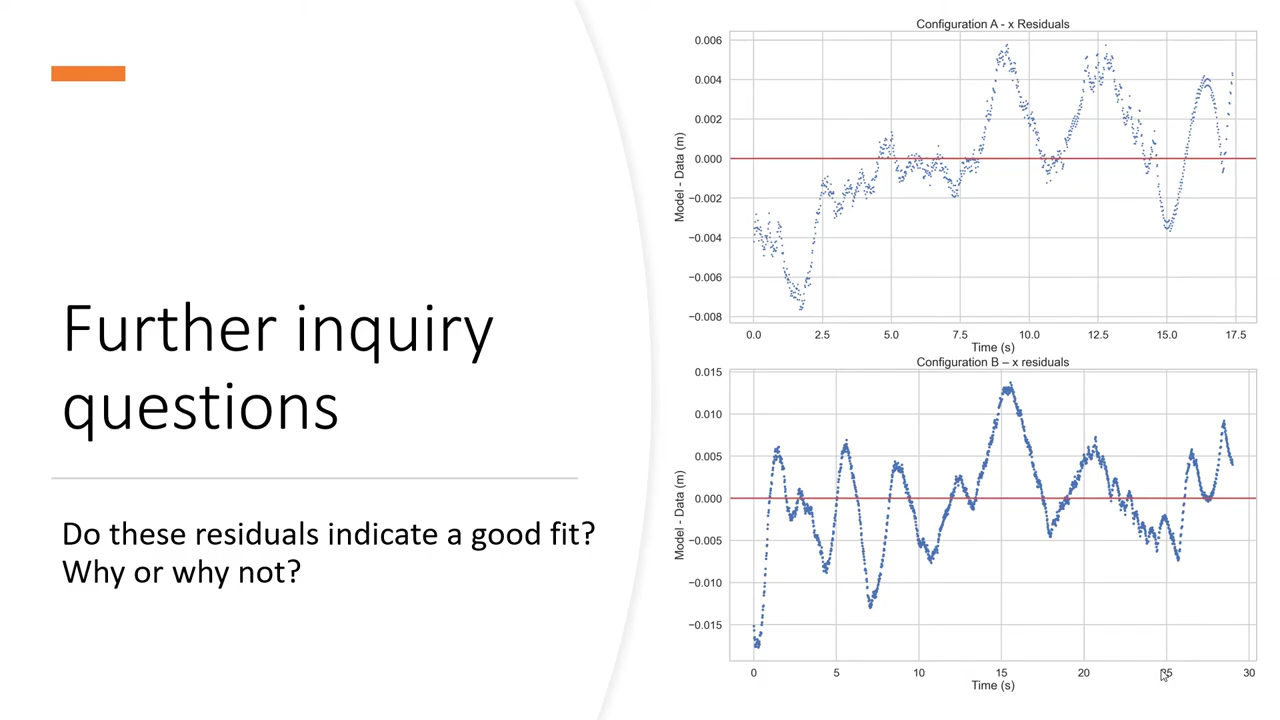 Further inquiry
questions
Do these residuals indicate a good fit?
Why or why not?
Configuration A - x Residuals
Model - Data (m)
0.006
0.004
0.002
0.000
−0.002
−0.004
−0.006
−0.008
0.0 2.5 5.0 7.5 10.0 12.5 15.0 17.5
Time (s)
Configuration B – x residuals
Model - Data (m)
0.015
0.010
0.005
0.000
−0.005
−0.010
−0.015
0 5 10 15 20 25 30
Time (s)